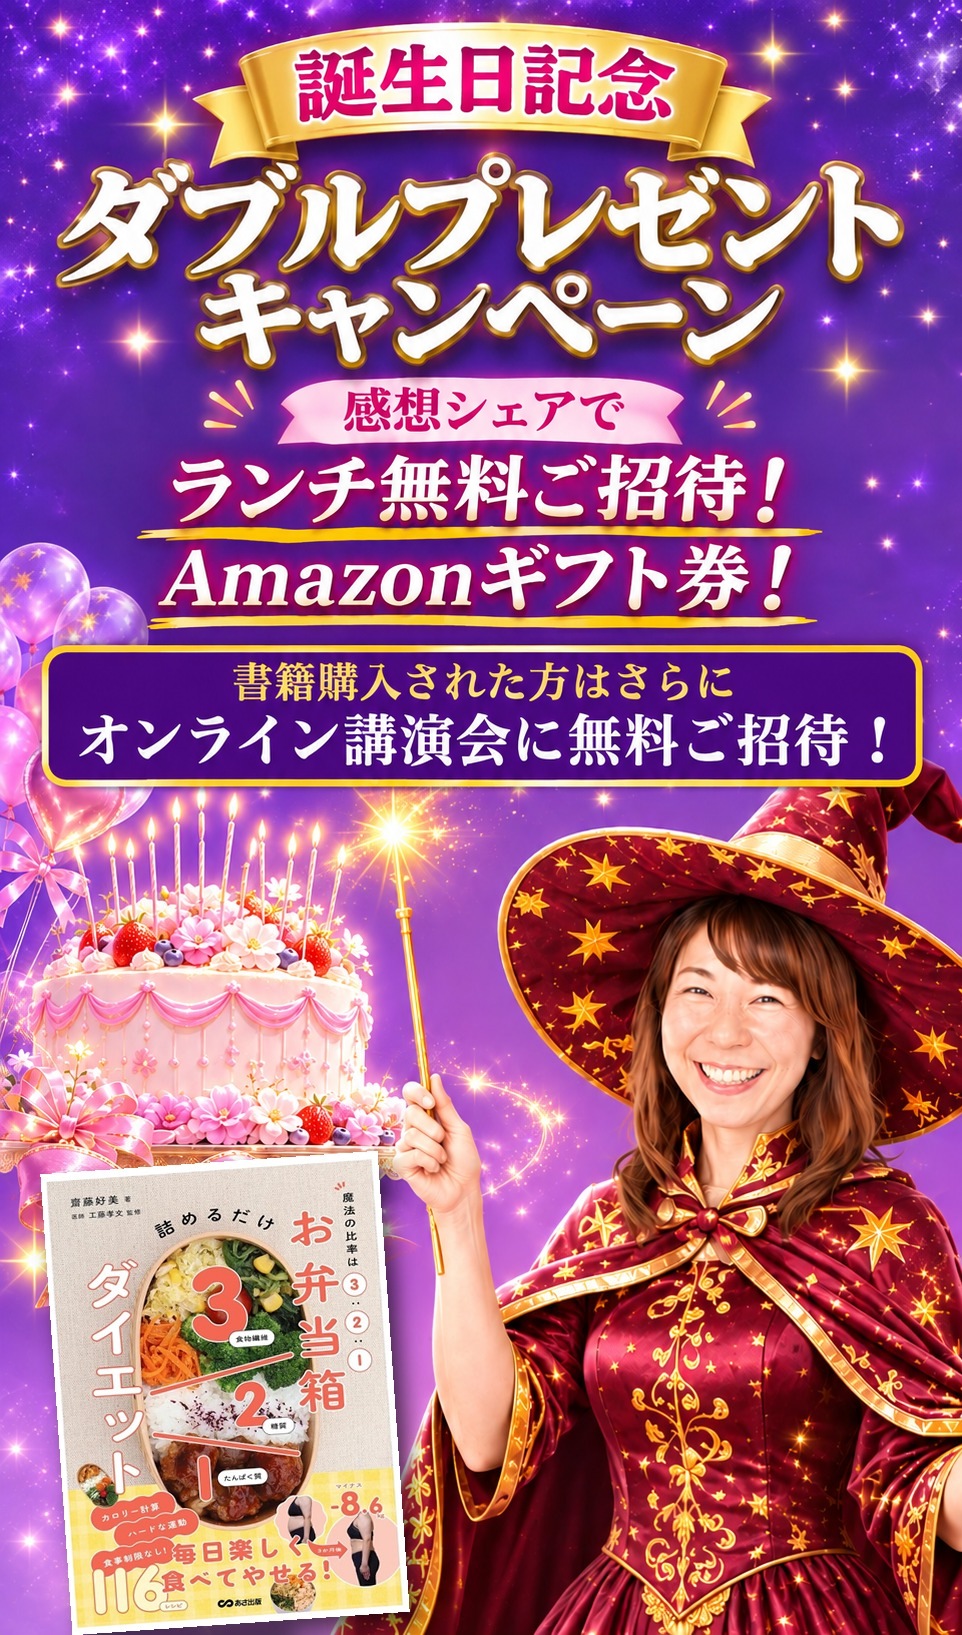 誕生日記念
ダブルプレゼント
キャンペーン
感想シェアで
ランチ無料ご招待！
Amazonギフト券！
書籍購入された方はさらに
オンライン講演会に無料ご招待！
齋藤好美 著
医師 工藤孝文 監修
魔法の比率は3：2：1
詰めるだけ
お弁当箱
ダイエット
3
食物繊維
2
糖質
1
たんぱく質
カロリー計算
ハードな運動
食事制限なし！
マイナス
-8.6
毎日楽しく
食べてやせる！
116
レシピ
あさ出版